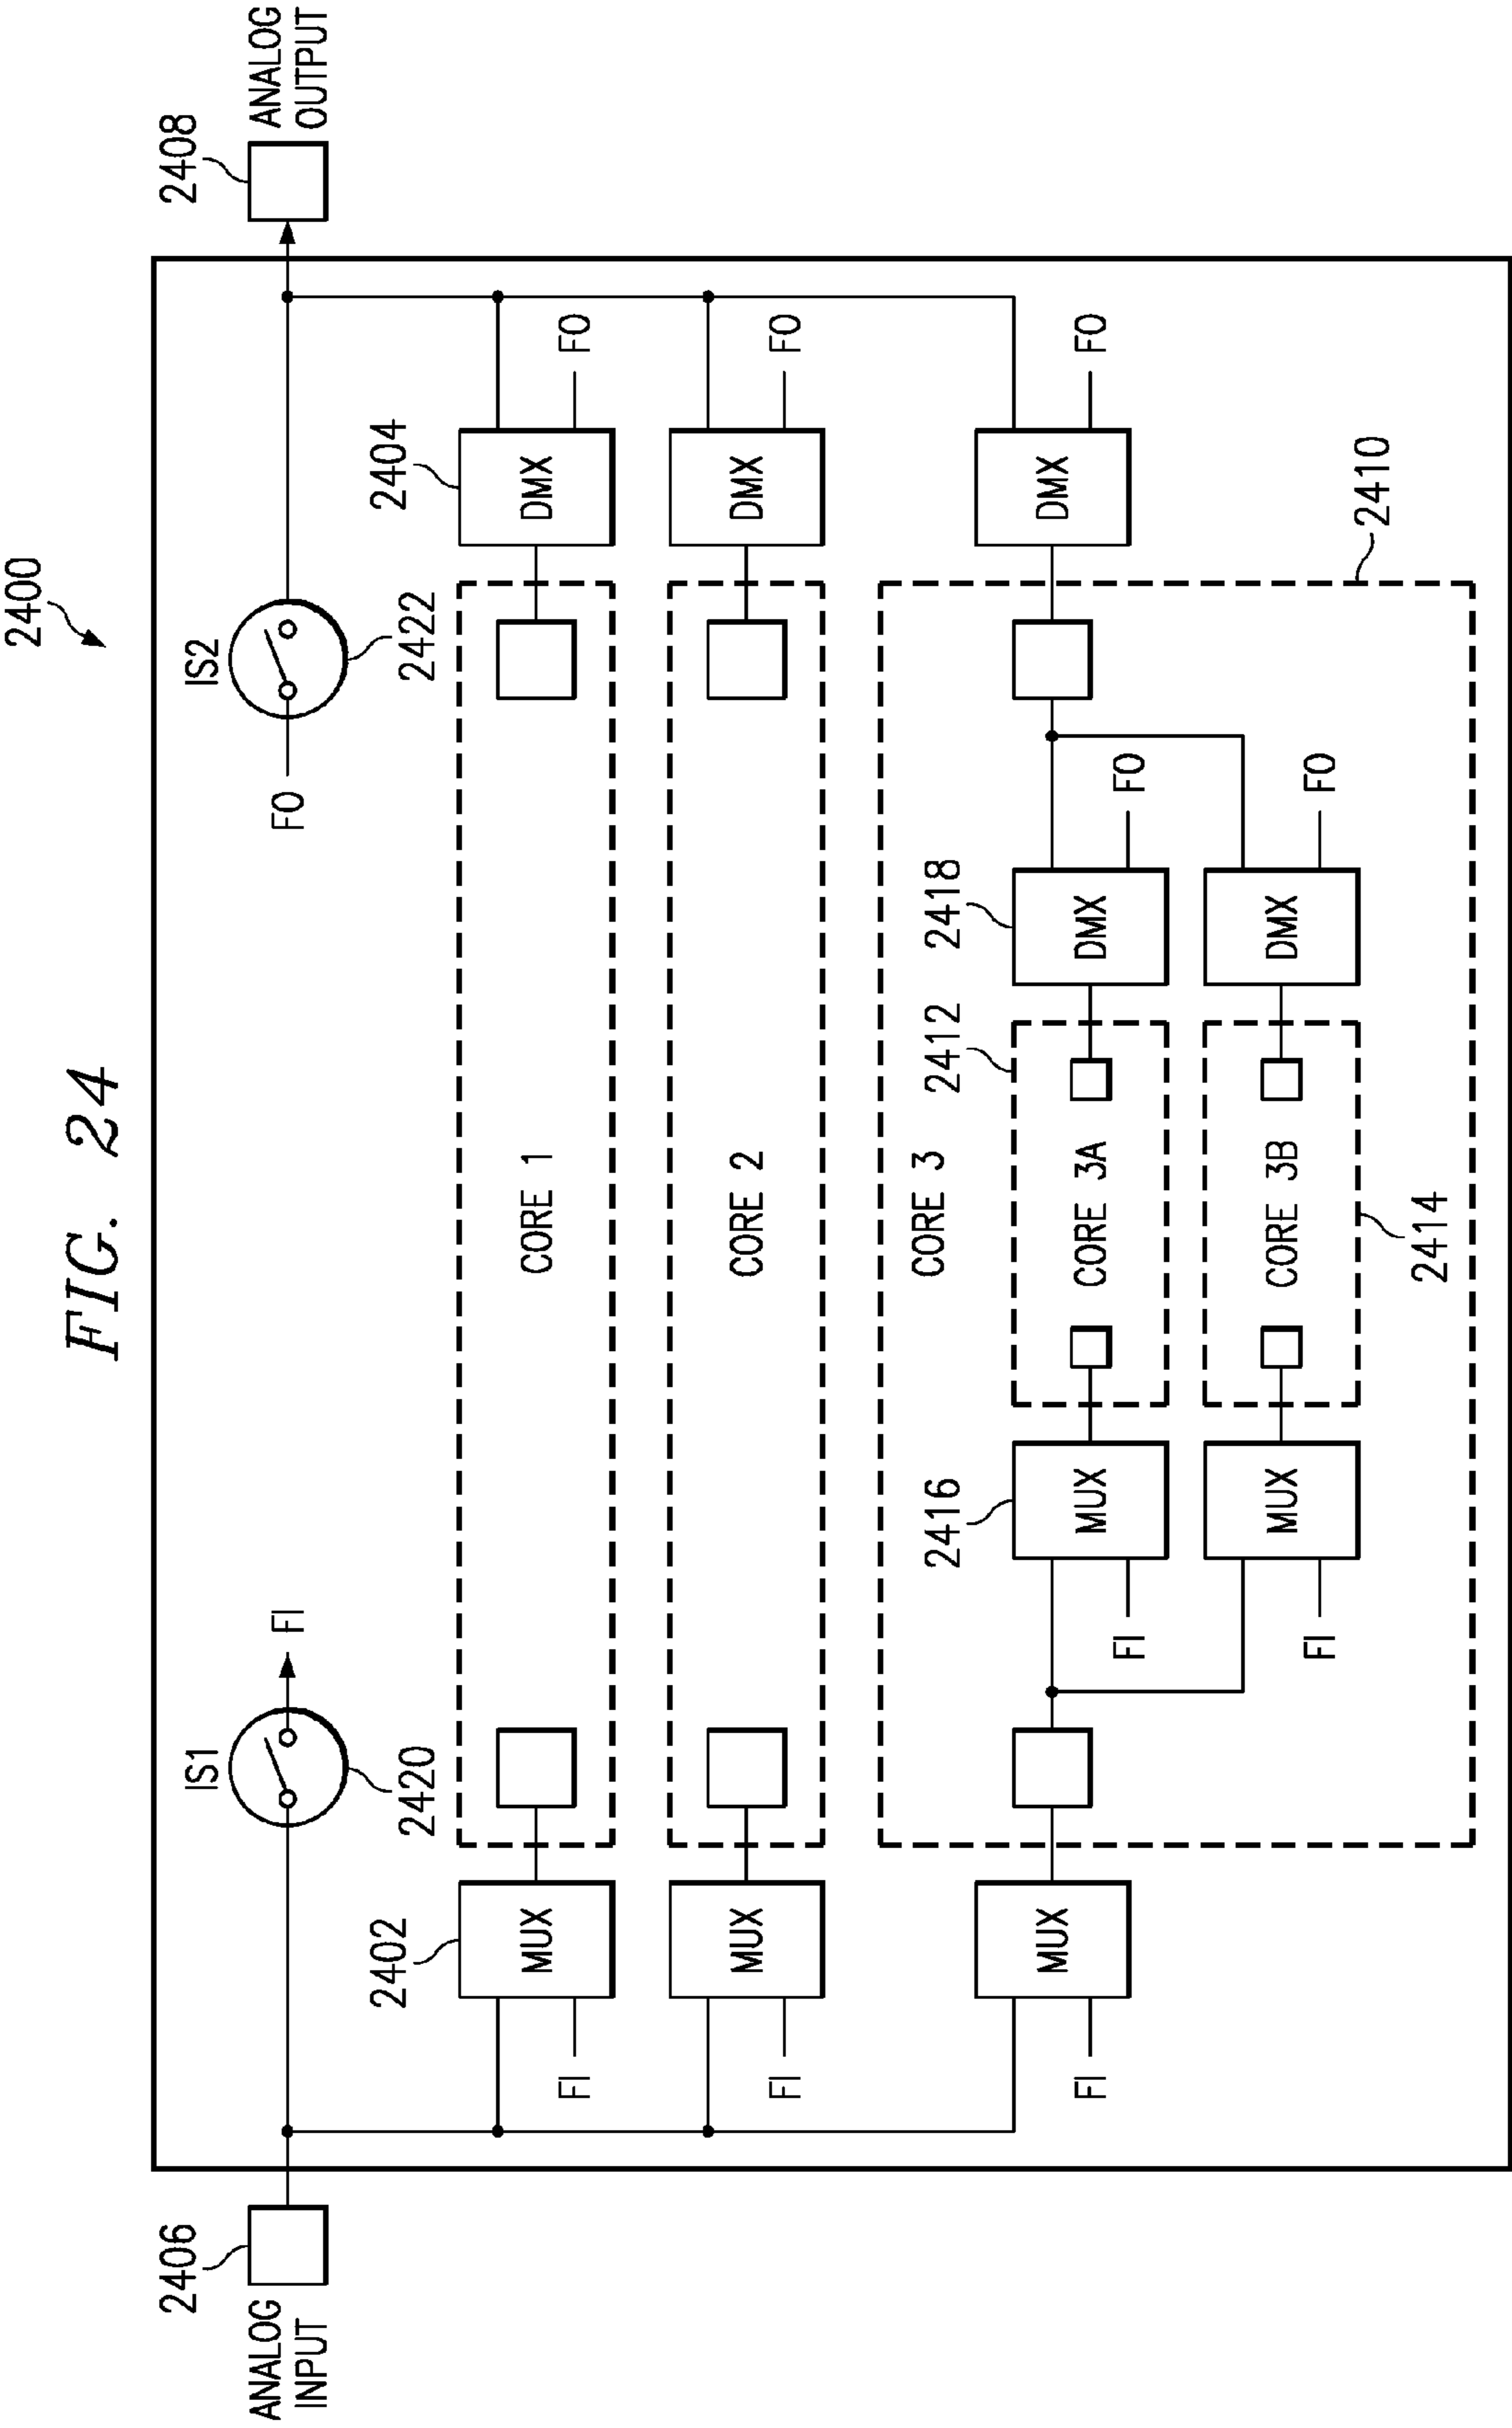 FIG. 24
2400
2406
ANALOG
INPUT
IS1
2420
FI
IS2
FO
2422
2408
ANALOG
OUTPUT
2402
MUX
FI
CORE 1
2404
DMX
FO
MUX
FI
CORE 2
DMX
FO
MUX
FI
CORE 3
2410
DMX
FO
2416
MUX
FI
2412
CORE 3A
2418
DMX
FO
MUX
FI
CORE 3B
2414
DMX
FO